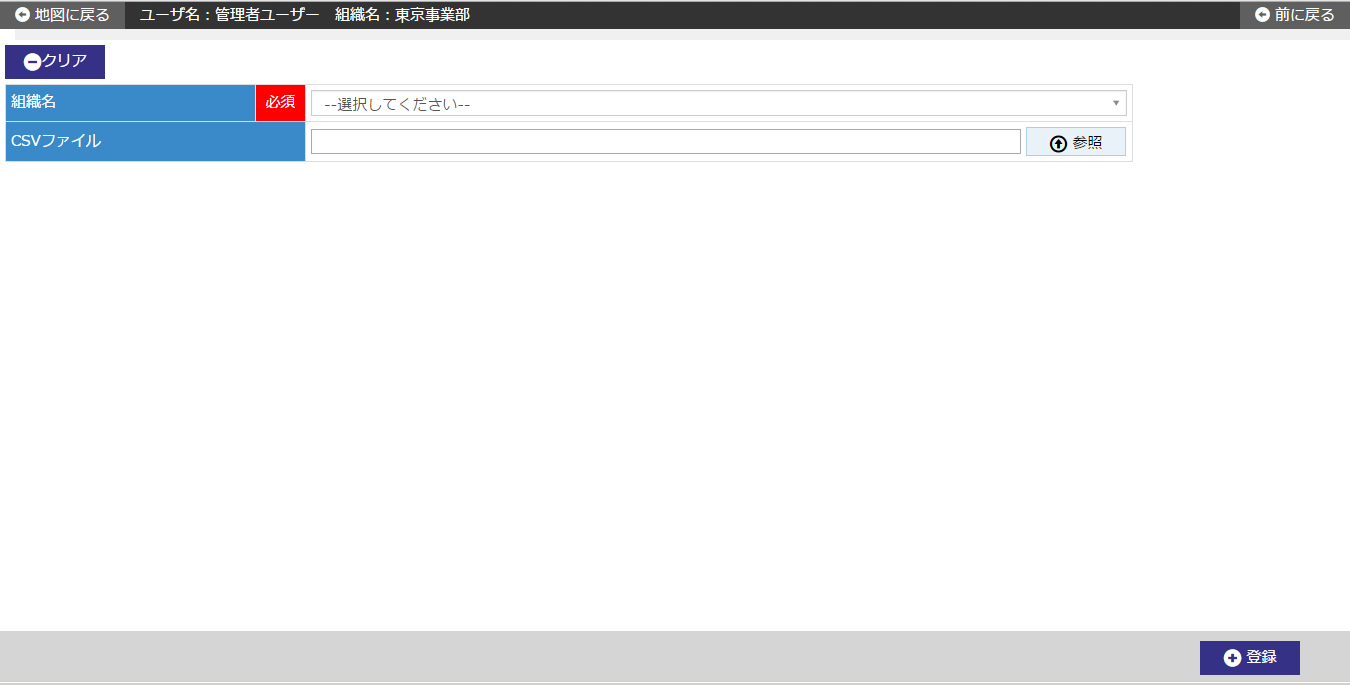 地図に戻る ユーザ名：管理者ユーザー　組織名：東京事業部 前に戻る
クリア
組織名 必須 --選択してください--
CSVファイル 参照
登録